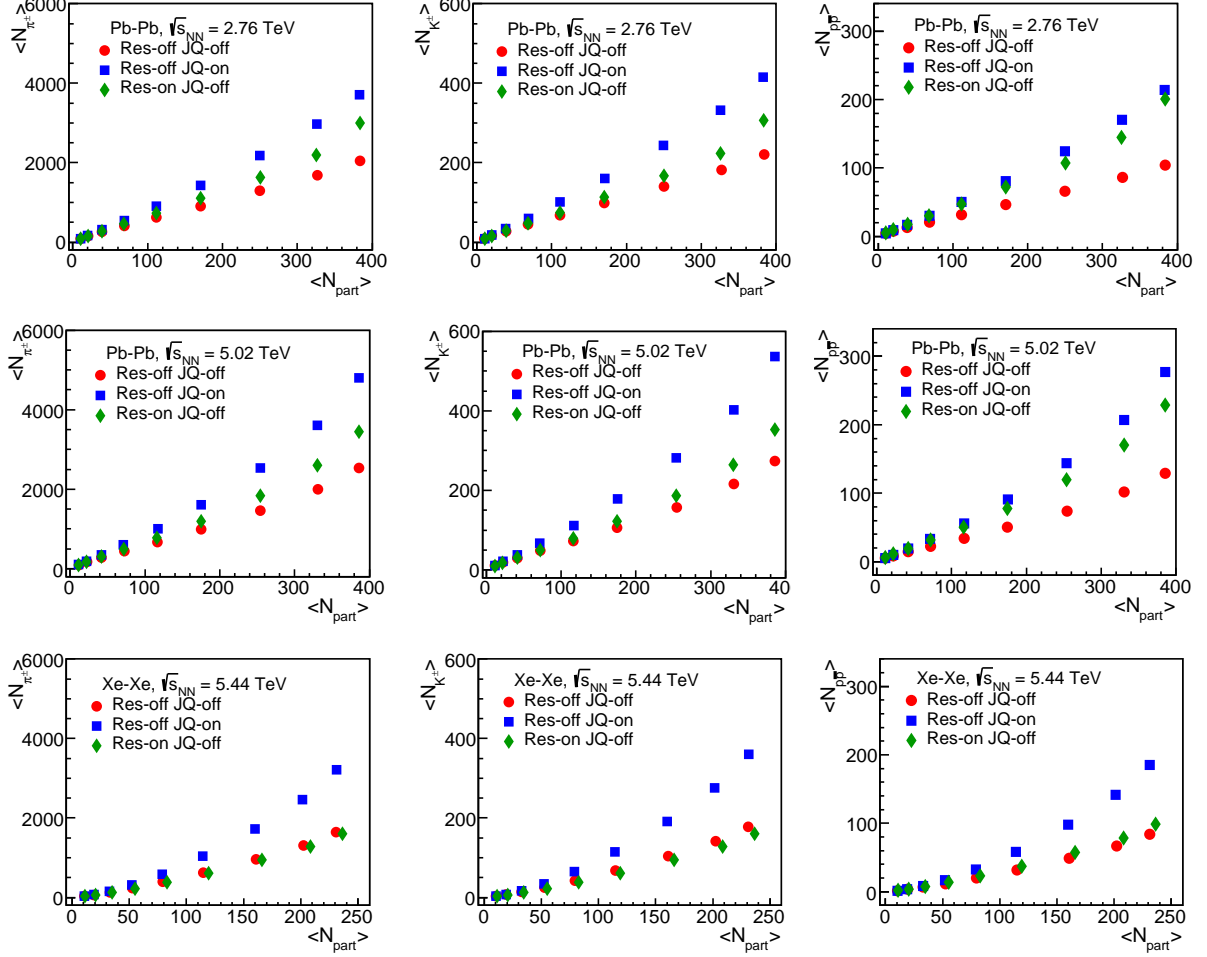 <N_π±>
6000
4000
2000
0
Pb-Pb, √s_NN = 2.76 TeV
Res-off JQ-off
Res-off JQ-on
Res-on JQ-off
0 100 200 300 400
<N_part>
<N_K±>
600
400
200
0
Pb-Pb, √s_NN = 2.76 TeV
Res-off JQ-off
Res-off JQ-on
Res-on JQ-off
0 100 200 300 400
<N_part>
<N_pp̅>
300
200
100
0
Pb-Pb, √s_NN = 2.76 TeV
Res-off JQ-off
Res-off JQ-on
Res-on JQ-off
0 100 200 300 400
<N_part>
<N_π±>
6000
4000
2000
0
Pb-Pb, √s_NN = 5.02 TeV
Res-off JQ-off
Res-off JQ-on
Res-on JQ-off
0 100 200 300 400
<N_part>
<N_K±>
600
400
200
0
Pb-Pb, √s_NN = 5.02 TeV
Res-off JQ-off
Res-off JQ-on
Res-on JQ-off
0 100 200 300 40
<N_part>
<N_pp̅>
300
200
100
0
Pb-Pb, √s_NN = 5.02 TeV
Res-off JQ-off
Res-off JQ-on
Res-on JQ-off
0 100 200 300 400
<N_part>
<N_π±>
6000
4000
2000
0
Xe-Xe, √s_NN = 5.44 TeV
Res-off JQ-off
Res-off JQ-on
Res-on JQ-off
0 50 100 150 200 250
<N_part>
<N_K±>
600
400
200
0
Xe-Xe, √s_NN = 5.44 TeV
Res-off JQ-off
Res-off JQ-on
Res-on JQ-off
0 50 100 150 200 250
<N_part>
<N_pp̅>
300
200
100
0
Xe-Xe, √s_NN = 5.44 TeV
Res-off JQ-off
Res-off JQ-on
Res-on JQ-off
0 50 100 150 200 250
<N_part>